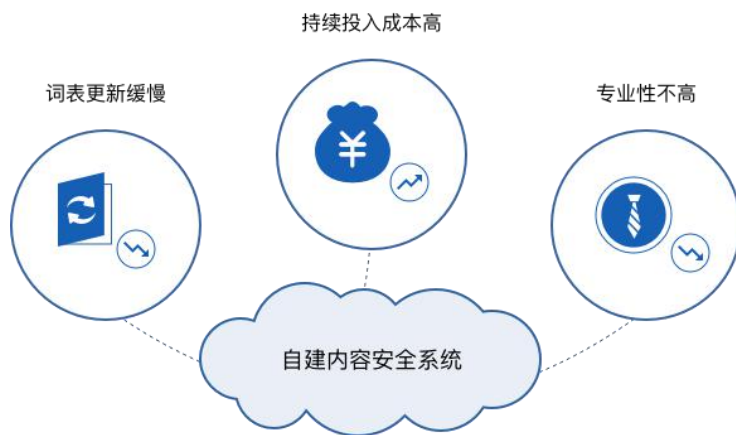 持续投入成本高
词表更新缓慢
专业性不高
¥
自建内容安全系统